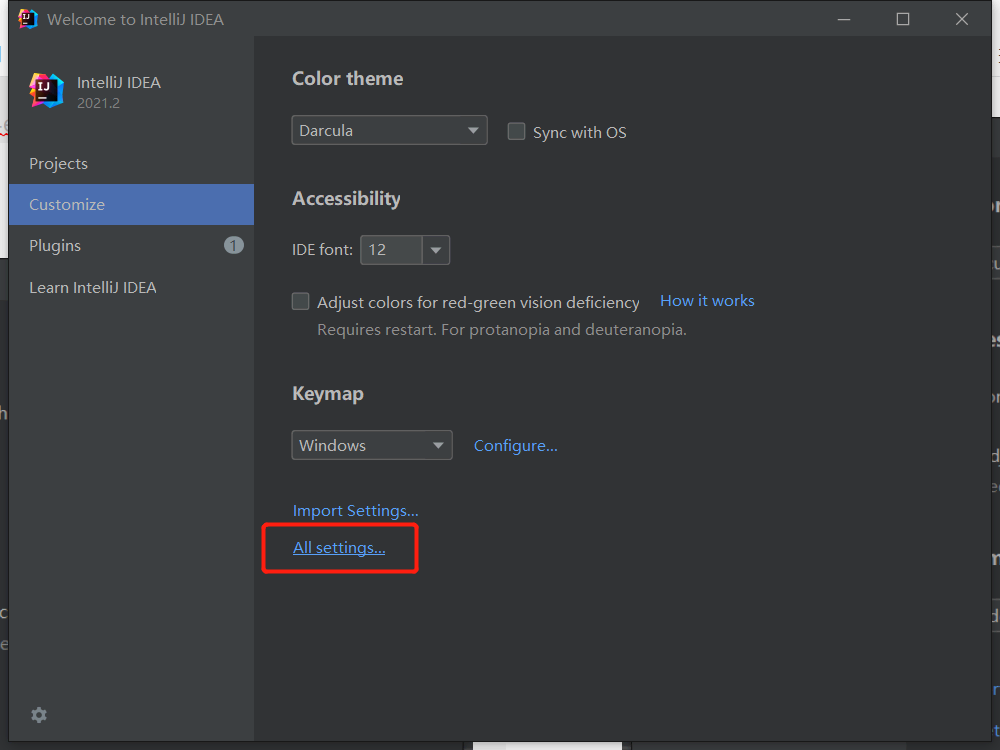 Welcome to IntelliJ IDEA
IntelliJ IDEA
2021.2
Projects
Customize
Plugins
1
Learn IntelliJ IDEA
Color theme
Darcula
Sync with OS
Accessibility
IDE font:
12
Adjust colors for red-green vision deficiency
How it works
Requires restart. For protanopia and deuteranopia.
Keymap
Windows
Configure...
Import Settings...
All settings...